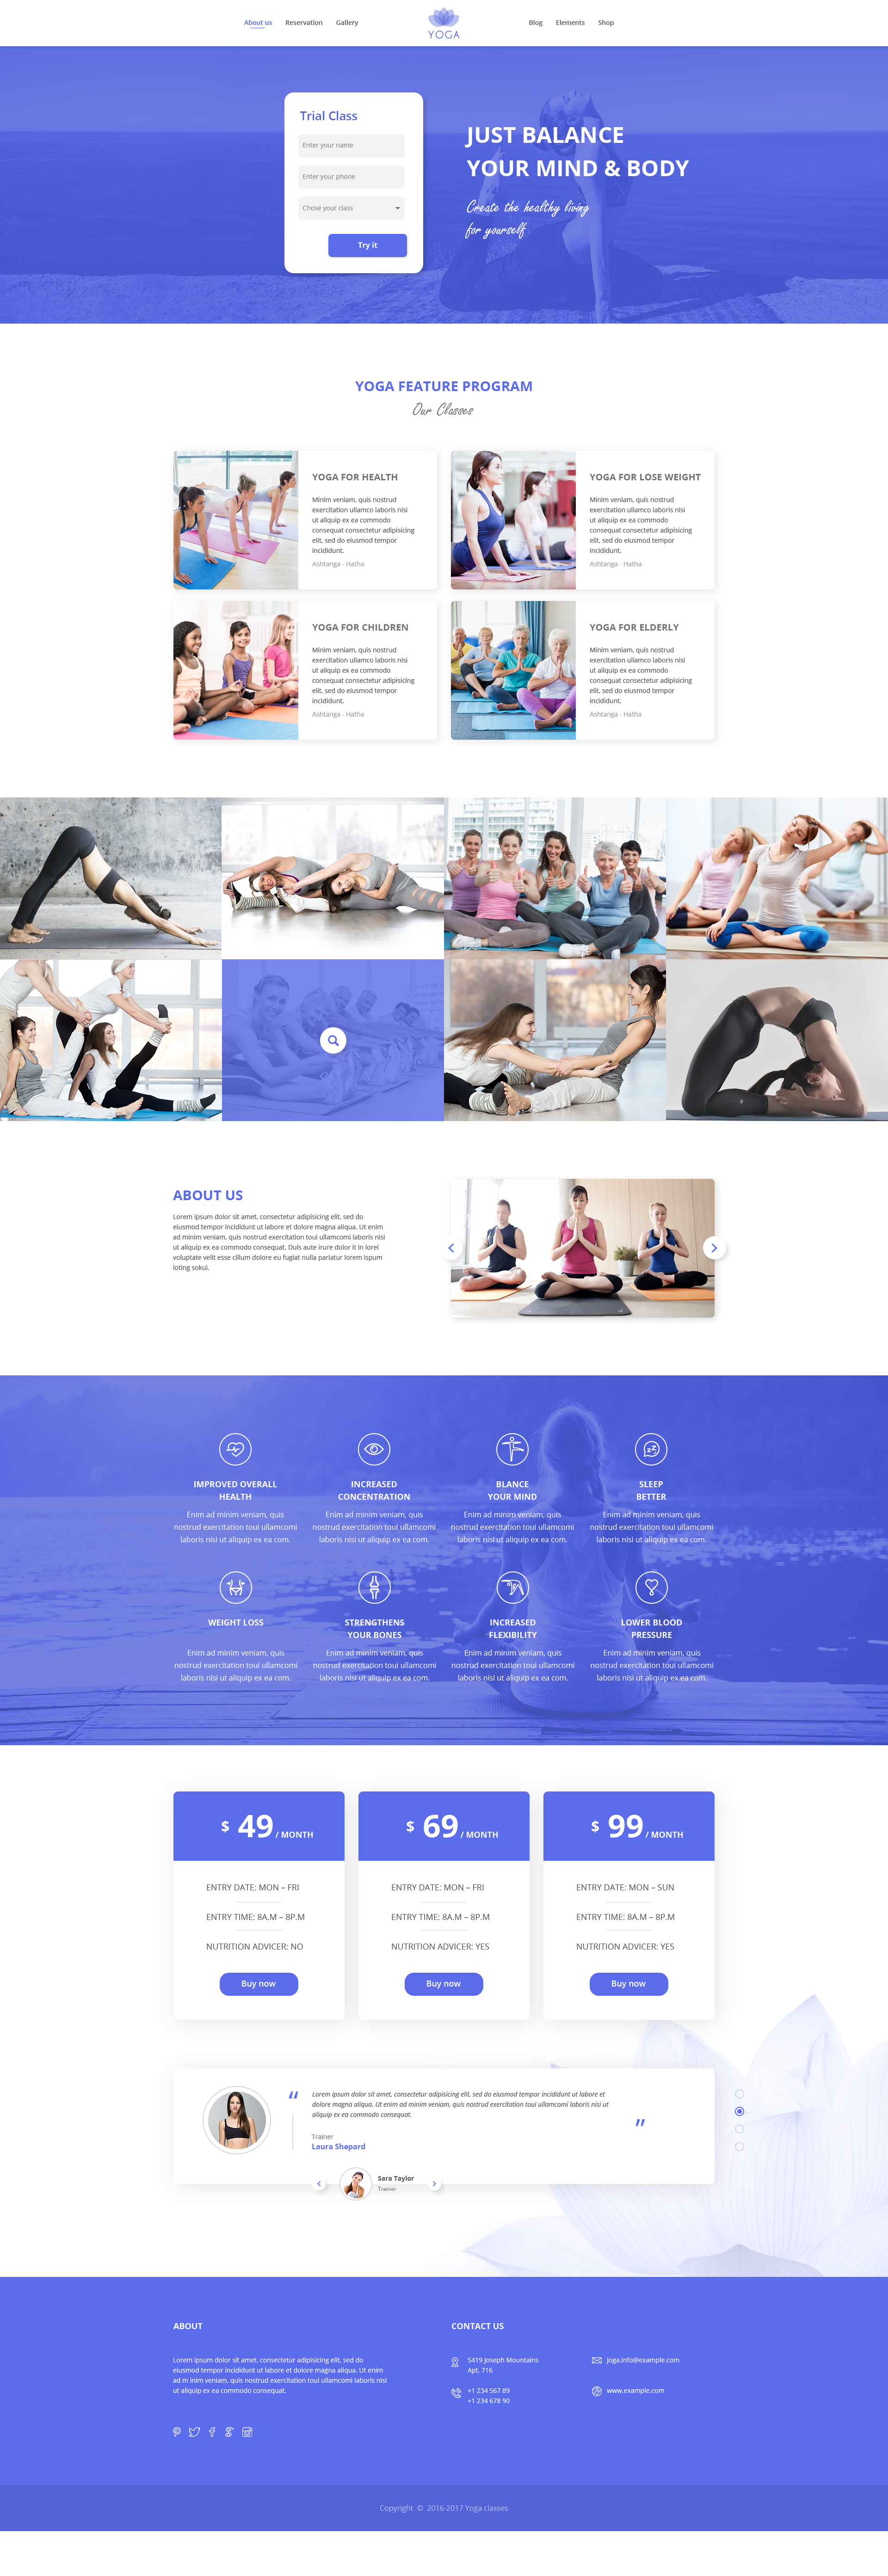 About us Reservation Gallery
YOGA
Blog Elements Shop
Trial Class
Enter your name
Enter your phone
Chose your class
Try it
JUST BALANCE
YOUR MIND & BODY
Create the healthy living
for yourself
YOGA FEATURE PROGRAM
Our Classes
YOGA FOR HEALTH
Minim veniam, quis nostrud
exercitation ullamco laboris nisi
ut aliquip ex ea commodo
consequat consectetur adipisicing
elit, sed do eiusmod tempor
incididunt.
Ashtanga - Hatha
YOGA FOR LOSE WEIGHT
Minim veniam, quis nostrud
exercitation ullamco laboris nisi
ut aliquip ex ea commodo
consequat consectetur adipisicing
elit, sed do eiusmod tempor
incididunt.
Ashtanga - Hatha
YOGA FOR CHILDREN
Minim veniam, quis nostrud
exercitation ullamco laboris nisi
ut aliquip ex ea commodo
consequat consectetur adipisicing
elit, sed do eiusmod tempor
incididunt.
Ashtanga - Hatha
YOGA FOR ELDERLY
Minim veniam, quis nostrud
exercitation ullamco laboris nisi
ut aliquip ex ea commodo
consequat consectetur adipisicing
elit, sed do eiusmod tempor
incididunt.
Ashtanga - Hatha
ABOUT US
Lorem ipsum dolor sit amet, consectetur adipisicing elit, sed do
eiusmod tempor incididunt ut labore et dolore magna aliqua. Ut enim
ad minim veniam, quis nostrud exercitation toui ullamcomi laboris nisi
ut aliquip ex ea commodo consequat. Duis aute irure dolor it in lorei
voluptate velit esse cillum dolore eu fugiat nulla pariatur lorem ispum
loting sokui.
IMPROVED OVERALL
HEALTH
Enim ad minim veniam, quis
nostrud exercitation toui ullamcomi
laboris nisi ut aliquip ex ea com.
INCREASED
CONCENTRATION
Enim ad minim veniam, quis
nostrud exercitation toui ullamcomi
laboris nisi ut aliquip ex ea com.
BLANCE
YOUR MIND
Enim ad minim veniam, quis
nostrud exercitation toui ullamcomi
laboris nisi ut aliquip ex ea com.
SLEEP
BETTER
Enim ad minim veniam, quis
nostrud exercitation toui ullamcomi
laboris nisi ut aliquip ex ea com.
WEIGHT LOSS
Enim ad minim veniam, quis
nostrud exercitation toui ullamcomi
laboris nisi ut aliquip ex ea com.
STRENGTHENS
YOUR BONES
Enim ad minim veniam, quis
nostrud exercitation toui ullamcomi
laboris nisi ut aliquip ex ea com.
INCREASED
FLEXIBILITY
Enim ad minim veniam, quis
nostrud exercitation toui ullamcomi
laboris nisi ut aliquip ex ea com.
LOWER BLOOD
PRESSURE
Enim ad minim veniam, quis
nostrud exercitation toui ullamcomi
laboris nisi ut aliquip ex ea com.
$ 49 / MONTH
ENTRY DATE: MON – FRI
ENTRY TIME: 8A.M – 8P.M
NUTRITION ADVICER: NO
Buy now
$ 69 / MONTH
ENTRY DATE: MON – FRI
ENTRY TIME: 8A.M – 8P.M
NUTRITION ADVICER: YES
Buy now
$ 99 / MONTH
ENTRY DATE: MON – SUN
ENTRY TIME: 8A.M – 8P.M
NUTRITION ADVICER: YES
Buy now
“ Lorem ipsum dolor sit amet, consectetur adipisicing elit, sed do eiusmod tempor incididunt ut labore et
dolore magna aliqua. Ut enim ad minim veniam, quis nostrud exercitation toui ullamcomi laboris nisi ut
aliquip ex ea commodo consequat. ”
Trainer
Laura Shepard
Sara Taylor
Trainer
ABOUT
Lorem ipsum dolor sit amet, consectetur adipisicing elit, sed do
eiusmod tempor incididunt ut labore et dolore magna aliqua. Ut enim
ad m inim veniam, quis nostrud exercitation toui ullamcomi laboris nisi
ut aliquip ex ea commodo consequat.
CONTACT US
5419 Joseph Mountains
Apt. 716
+1 234 567 89
+1 234 678 90
joga.info@example.com
www.example.com
Copyright © 2016-2017 Yoga classes